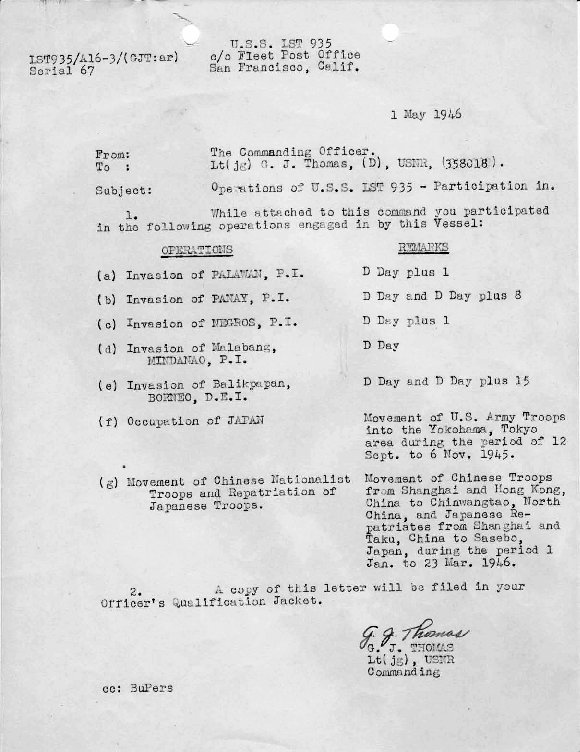 U.S.S. LST 935
LST935/A16-3/(GJT:ar) c/o Fleet Post Office
Serial 67 San Francisco, Calif.
1 May 1946
From: The Commanding Officer.
To : Lt(jg) G. J. Thomas, (D), USNR, (358018).
Subject: Operations of U.S.S. LST 935 - Participation in.
1. While attached to this command you participated
in the following operations engaged in by this Vessel:
OPERATIONS REMARKS
(a) Invasion of PALAWAN, P.I. D Day plus 1
(b) Invasion of PANAY, P.I. D Day and D Day plus 8
(c) Invasion of NEGROS, P.I. D Day plus 1
(d) Invasion of Malabang, D Day
MINDANAO, P.I.
(e) Invasion of Balikpapan, D Day and D Day plus 15
BORNEO, D.E.I.
(f) Occupation of JAPAN Movement of U.S. Army Troops
into the Yokohama, Tokyo
area during the period of 12
Sept. to 6 Nov. 1945.
(g) Movement of Chinese Nationalist Movement of Chinese Troops
Troops and Repatriation of from Shanghai and Hong Kong,
Japanese Troops. China to Chinwangtao, North
China, and Japanese Re-
patriates from Shanghai and
Taku, China to Sasebo,
Japan, during the period 1
Jan. to 23 Mar. 1946.
2. A copy of this letter will be filed in your
Officer's Qualification Jacket.
G. J. Thomas
G. J. THOMAS
Lt(jg), USNR
Commanding
cc: BuPers